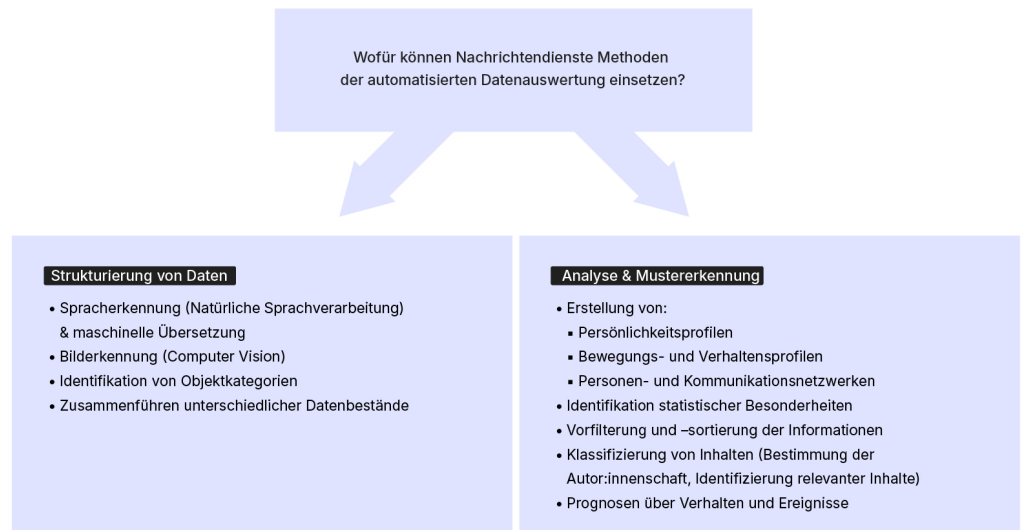 Wofür können Nachrichtendienste Methoden
der automatisierten Datenauswertung einsetzen?
Strukturierung von Daten
• Spracherkennung (Natürliche Sprachverarbeitung)
& maschinelle Übersetzung
• Bilderkennung (Computer Vision)
• Identifikation von Objektkategorien
• Zusammenführen unterschiedlicher Datenbestände
Analyse & Mustererkennung
• Erstellung von:
▪ Persönlichkeitsprofilen
▪ Bewegungs- und Verhaltensprofilen
▪ Personen- und Kommunikationsnetzwerken
• Identifikation statistischer Besonderheiten
• Vorfilterung und –sortierung der Informationen
• Klassifizierung von Inhalten (Bestimmung der
Autor:innenschaft, Identifizierung relevanter Inhalte)
• Prognosen über Verhalten und Ereignisse